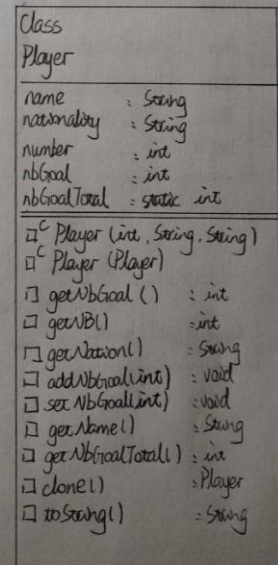 Class
Player
name : String
nationality : String
number : int
nbGoal : int
nbGoalTotal : static int
□ᶜ Player (int, String, String)
□ᶜ Player (Player)
□ getNbGoal () : int
□ getNB() : int
□ getNation() : String
□ addNbGoal(int) : void
□ set NbGoal(int) : void
□ getName() : String
□ getNbGoalTotal() : int
□ clone() : Player
□ toString() : String